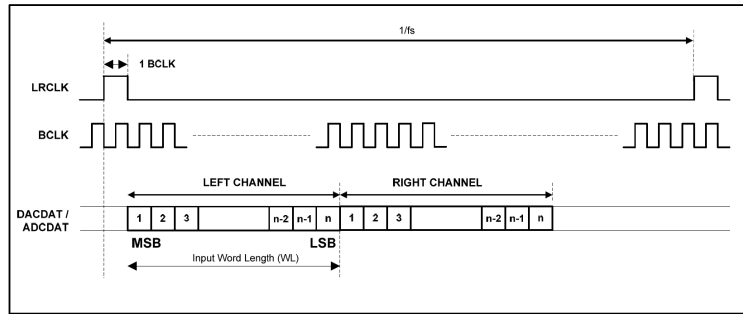 1/fs
1 BCLK
LRCLK
BCLK
LEFT CHANNEL RIGHT CHANNEL
DACDAT / ADCDAT
1 2 3 n-2 n-1 n 1 2 3 n-2 n-1 n
MSB LSB
Input Word Length (WL)